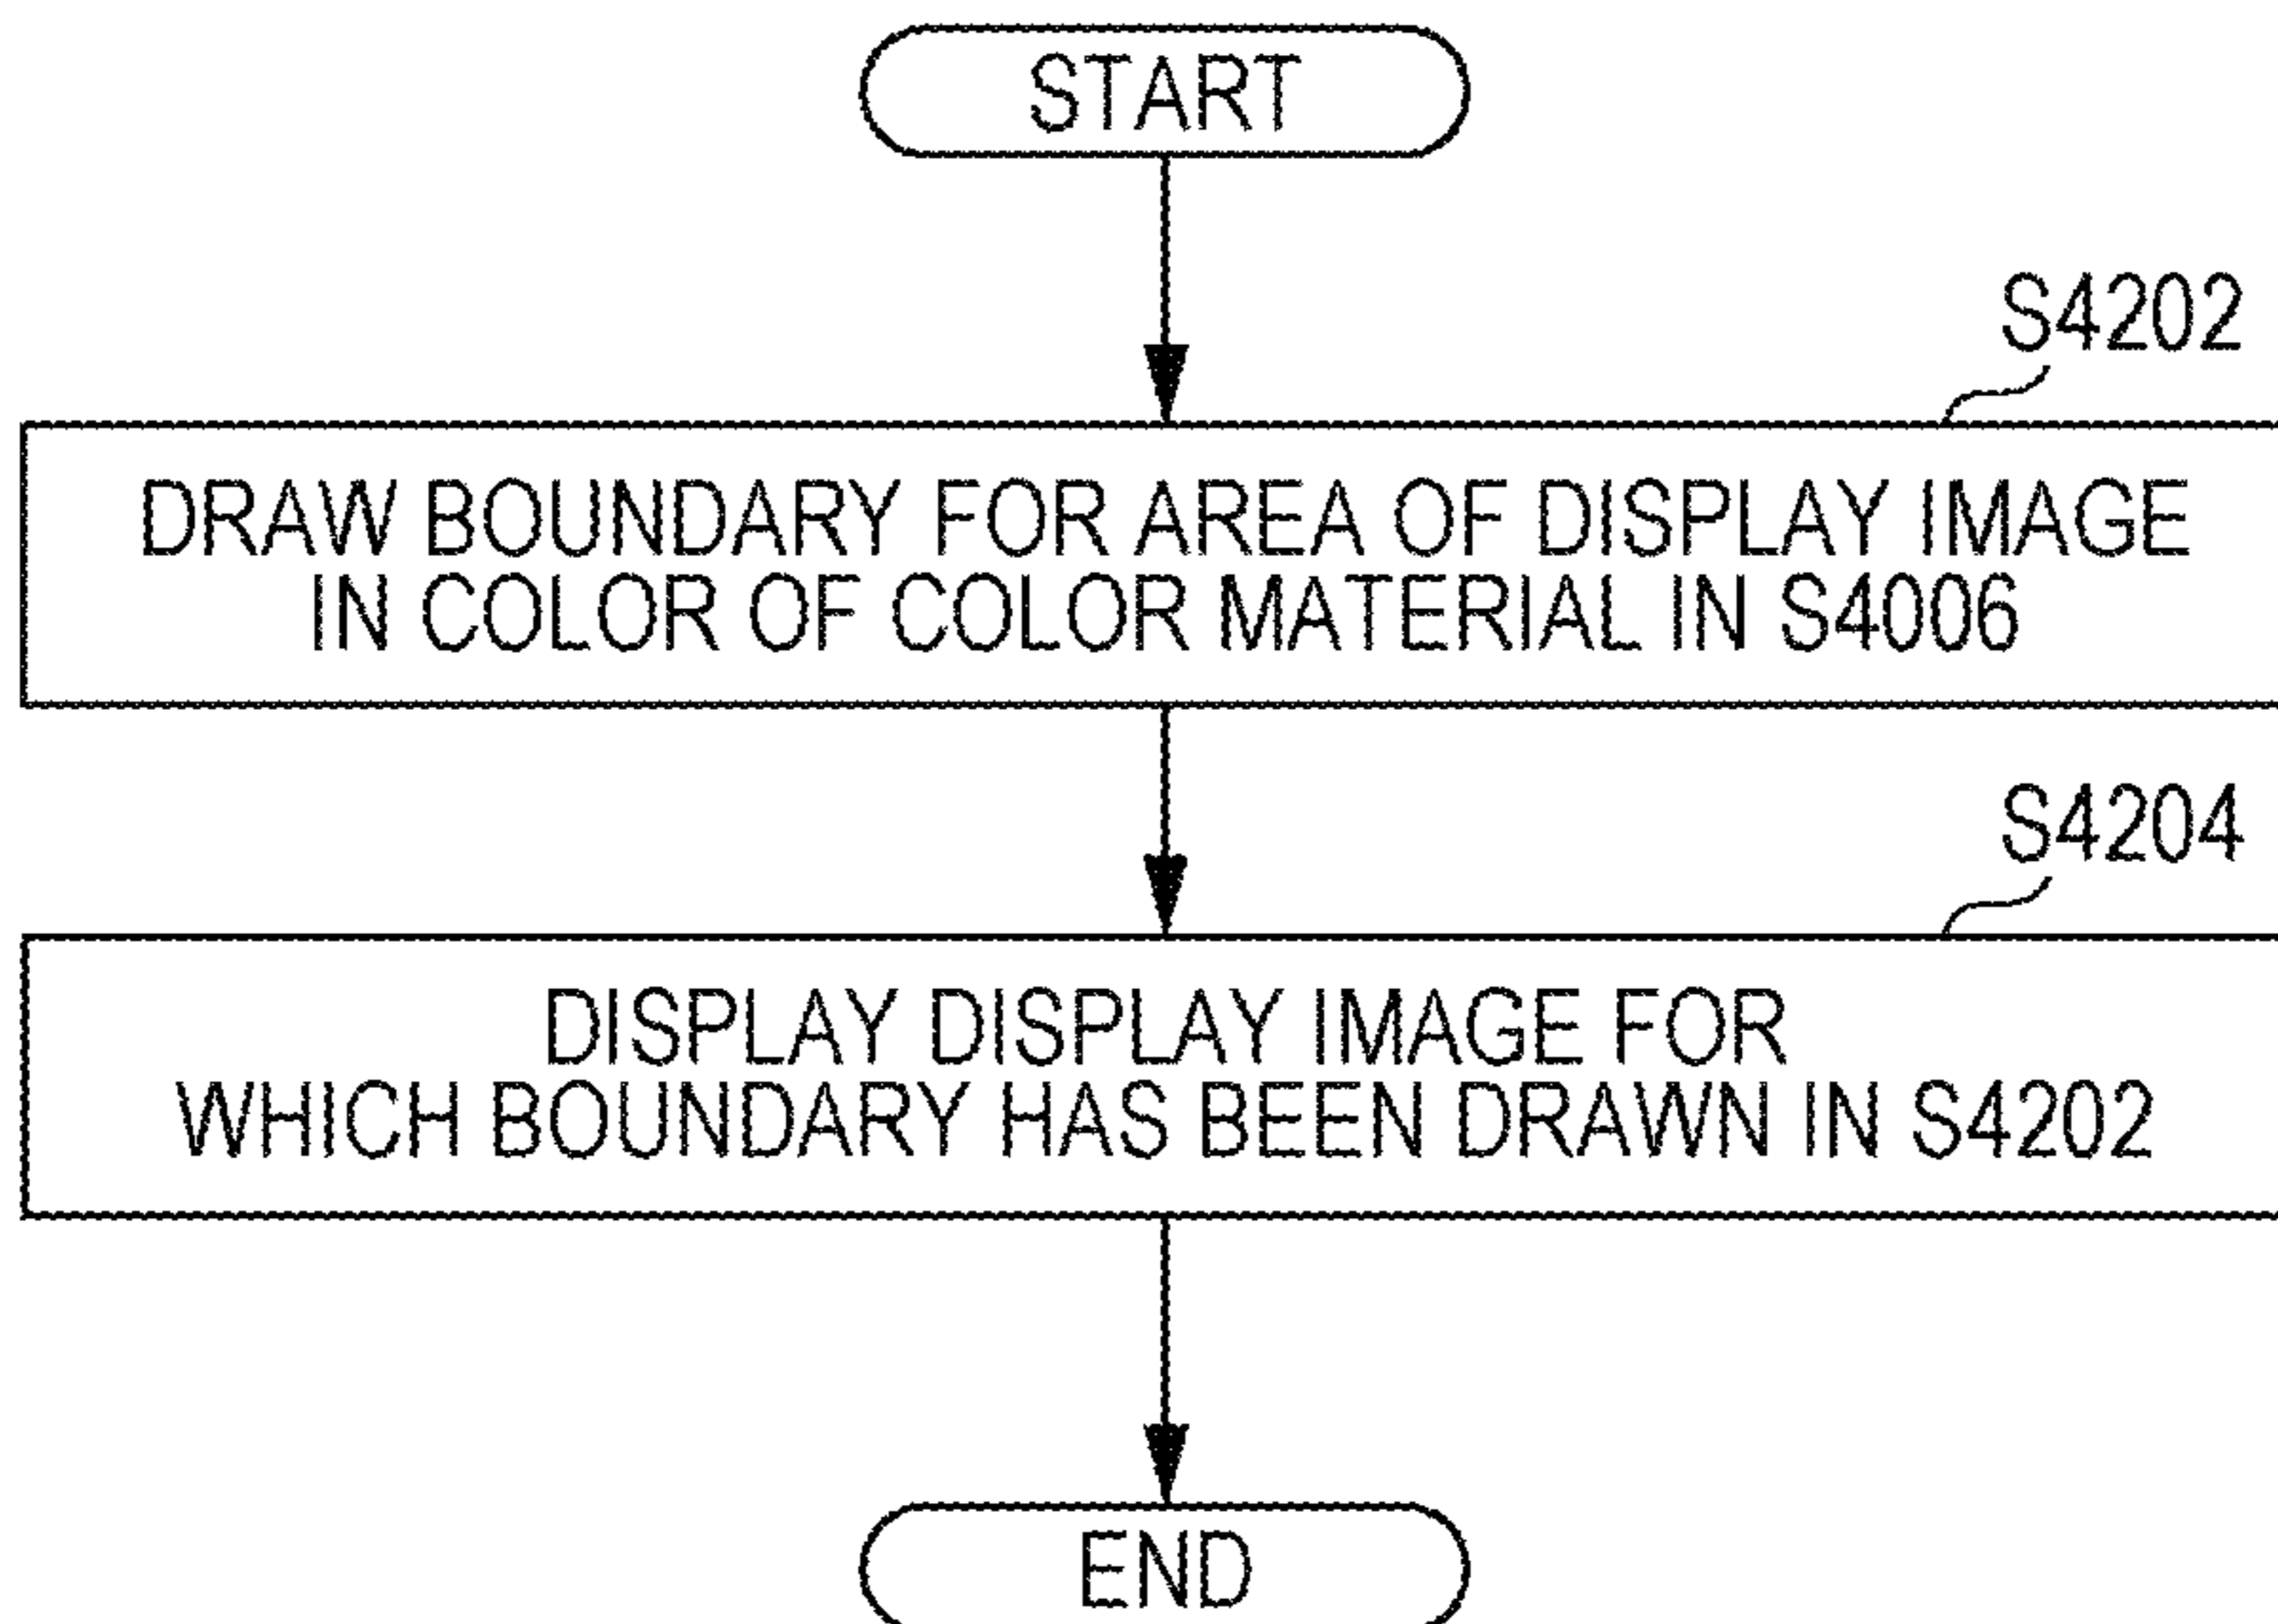 START
S4202
DRAW BOUNDARY FOR AREA OF DISPLAY IMAGE
IN COLOR OF COLOR MATERIAL IN S4006
S4204
DISPLAY DISPLAY IMAGE FOR
WHICH BOUNDARY HAS BEEN DRAWN IN S4202
END